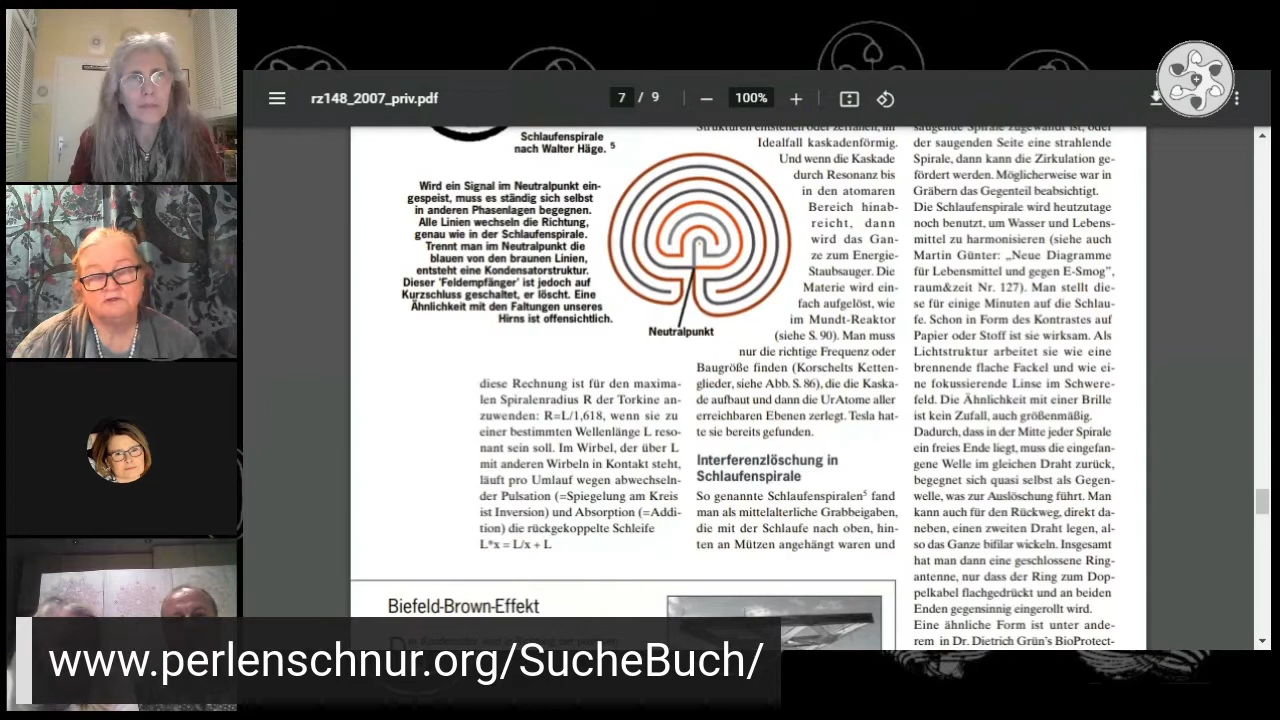 rz148_2007_priv.pdf
7 / 9
100%
Schlaufenspirale
nach Walter Häge. 5
Wird ein Signal im Neutralpunkt ein-
gespeist, muss es ständig sich selbst
in anderen Phasenlagen begegnen.
Alle Linien wechseln die Richtung,
genau wie in der Schlaufenspirale.
Trennt man im Neutralpunkt die
blauen von den braunen Linien,
entsteht eine Kondensatorstruktur.
Dieser 'Feldempfänger' ist jedoch auf
Kurzschluss geschaltet, er löscht. Eine
Ähnlichkeit mit den Faltungen unseres
Hirns ist offensichtlich.
Neutralpunkt
diese Rechnung ist für den maxima-
len Spiralenradius R der Torkine an-
zuwenden: R=L/1,618, wenn sie zu
einer bestimmten Wellenlänge L reso-
nant sein soll. Im Wirbel, der über L
mit anderen Wirbeln in Kontakt steht,
läuft pro Umlauf wegen abwechseln-
der Pulsation (=Spiegelung am Kreis
ist Inversion) und Absorption (=Addi-
tion) die rückgekoppelte Schleife
L*x = L/x + L
Strukturen entstehen oder zerfallen, im
Idealfall kaskadenförmig.
Und wenn die Kaskade
durch Resonanz bis
in den atomaren
Bereich hinab-
reicht, dann
wird das Gan-
ze zum Energie-
Staubsauger. Die
Materie wird ein-
fach aufgelöst, wie
im Mundt-Reaktor
(siehe S. 90). Man muss
nur die richtige Frequenz oder
Baugröße finden (Korschelts Ketten-
glieder, siehe Abb. S. 86), die die Kaska-
de aufbaut und dann die UrAtome aller
erreichbaren Ebenen zerlegt. Tesla hat-
te sie bereits gefunden.
Interferenzlöschung in
Schlaufenspirale
So genannte Schlaufenspiralen5 fand
man als mittelalterliche Grabbeigaben,
die mit der Schlaufe nach oben, hin-
ten an Mützen angehängt waren und
saugende Spirale zugewandt ist, oder
der saugenden Seite eine strahlende
Spirale, dann kann die Zirkulation ge-
fördert werden. Möglicherweise war in
Gräbern das Gegenteil beabsichtigt.
Die Schlaufenspirale wird heutzutage
noch benutzt, um Wasser und Lebens-
mittel zu harmonisieren (siehe auch
Martin Günter: „Neue Diagramme
für Lebensmittel und gegen E-Smog",
raum&zeit Nr. 127). Man stellt die-
se für einige Minuten auf die Schlau-
fe. Schon in Form des Kontrastes auf
Papier oder Stoff ist sie wirksam. Als
Lichtstruktur arbeitet sie wie eine
brennende flache Fackel und wie ei-
ne fokussierende Linse im Schwere-
feld. Die Ähnlichkeit mit einer Brille
ist kein Zufall, auch größenmäßig.
Dadurch, dass in der Mitte jeder Spirale
ein freies Ende liegt, muss die eingefan-
gene Welle im gleichen Draht zurück,
begegnet sich quasi selbst als Gegen-
welle, was zur Auslöschung führt. Man
kann auch für den Rückweg, direkt da-
neben, einen zweiten Draht legen, al-
so das Ganze bifilar wickeln. Insgesamt
hat man dann eine geschlossene Ring-
antenne, nur dass der Ring zum Dop-
pelkabel flachgedrückt und an beiden
Enden gegensinnig eingerollt wird.
Eine ähnliche Form ist unter ande-
rem in Dr. Dietrich Grün's BioProtect-
Biefeld-Brown-Effekt
www.perlenschnur.org/SucheBuch/